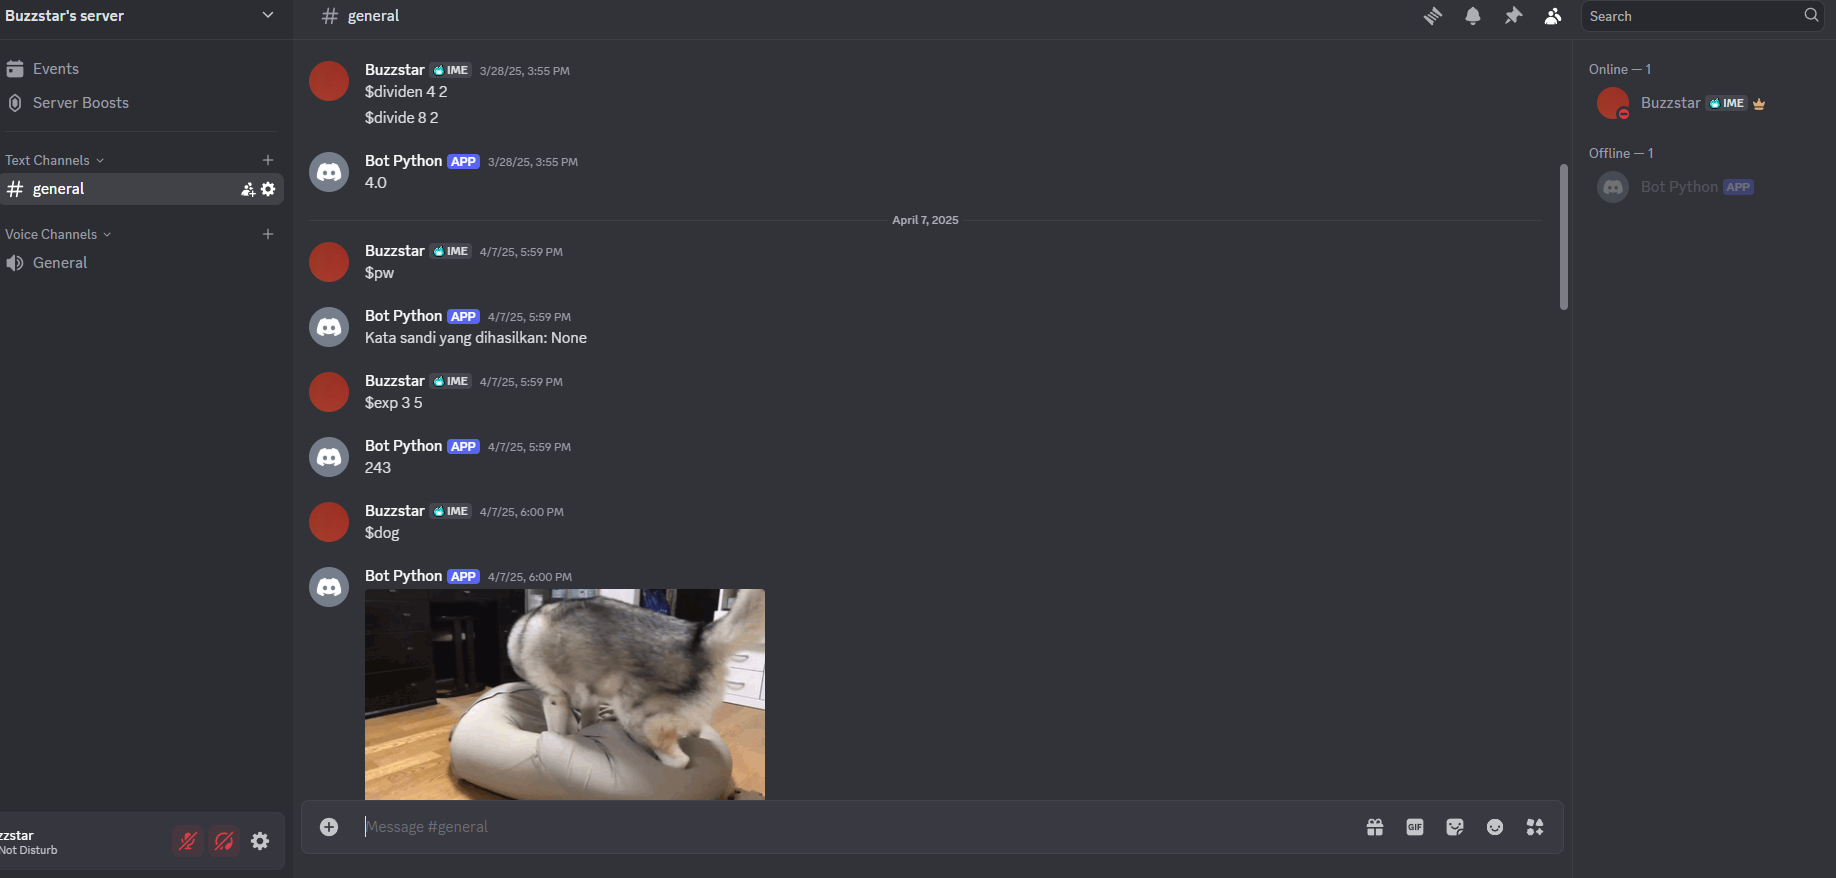 Buzzstar's server
Events
Server Boosts
Text Channels
general
Voice Channels
General
zzstar
Not Disturb
general
Search
Buzzstar IME 3/28/25, 3:55 PM
$dividen 4 2
$divide 8 2
Bot Python APP 3/28/25, 3:55 PM
4.0
April 7, 2025
Buzzstar IME 4/7/25, 5:59 PM
$pw
Bot Python APP 4/7/25, 5:59 PM
Kata sandi yang dihasilkan: None
Buzzstar IME 4/7/25, 5:59 PM
$exp 3 5
Bot Python APP 4/7/25, 5:59 PM
243
Buzzstar IME 4/7/25, 6:00 PM
$dog
Bot Python APP 4/7/25, 6:00 PM
Message #general
GIF
Online — 1
Buzzstar IME
Offline — 1
Bot Python APP